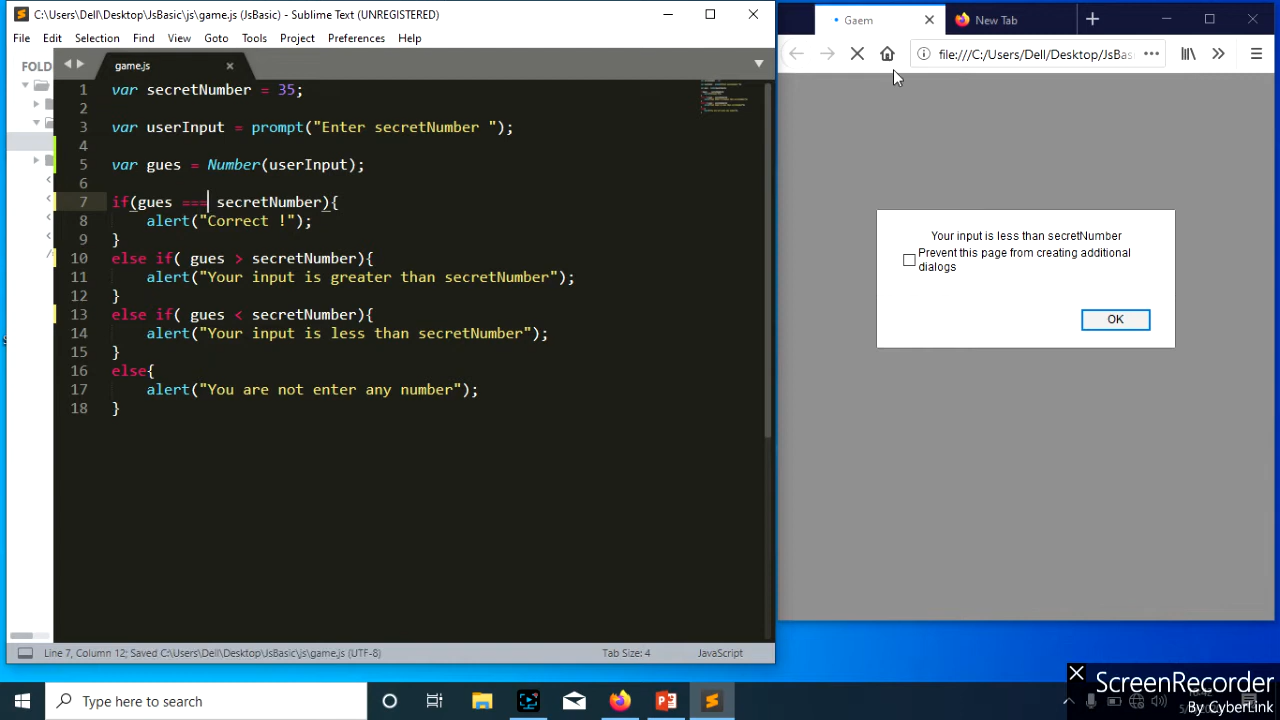 C:\Users\Dell\Desktop\JsBasic\js\game.js (JsBasic) - Sublime Text (UNREGISTERED)
File Edit Selection Find View Goto Tools Project Preferences Help
FOLD
game.js
1 var secretNumber = 35;
2
3 var userInput = prompt("Enter secretNumber ");
4
5 var gues = Number(userInput);
6
7 if(gues === secretNumber){
8 alert("Correct !");
9 }
10 else if( gues > secretNumber){
11 alert("Your input is greater than secretNumber");
12 }
13 else if( gues < secretNumber){
14 alert("Your input is less than secretNumber");
15 }
16 else{
17 alert("You are not enter any number");
18 }
Line 7, Column 12; Saved C:\Users\Dell\Desktop\JsBasic\js\game.js (UTF-8) Tab Size: 4 JavaScript
Gaem New Tab
file:///C:/Users/Dell/Desktop/JsBas
Your input is less than secretNumber
Prevent this page from creating additional
dialogs
OK
Type here to search
ScreenRecorder
By CyberLink